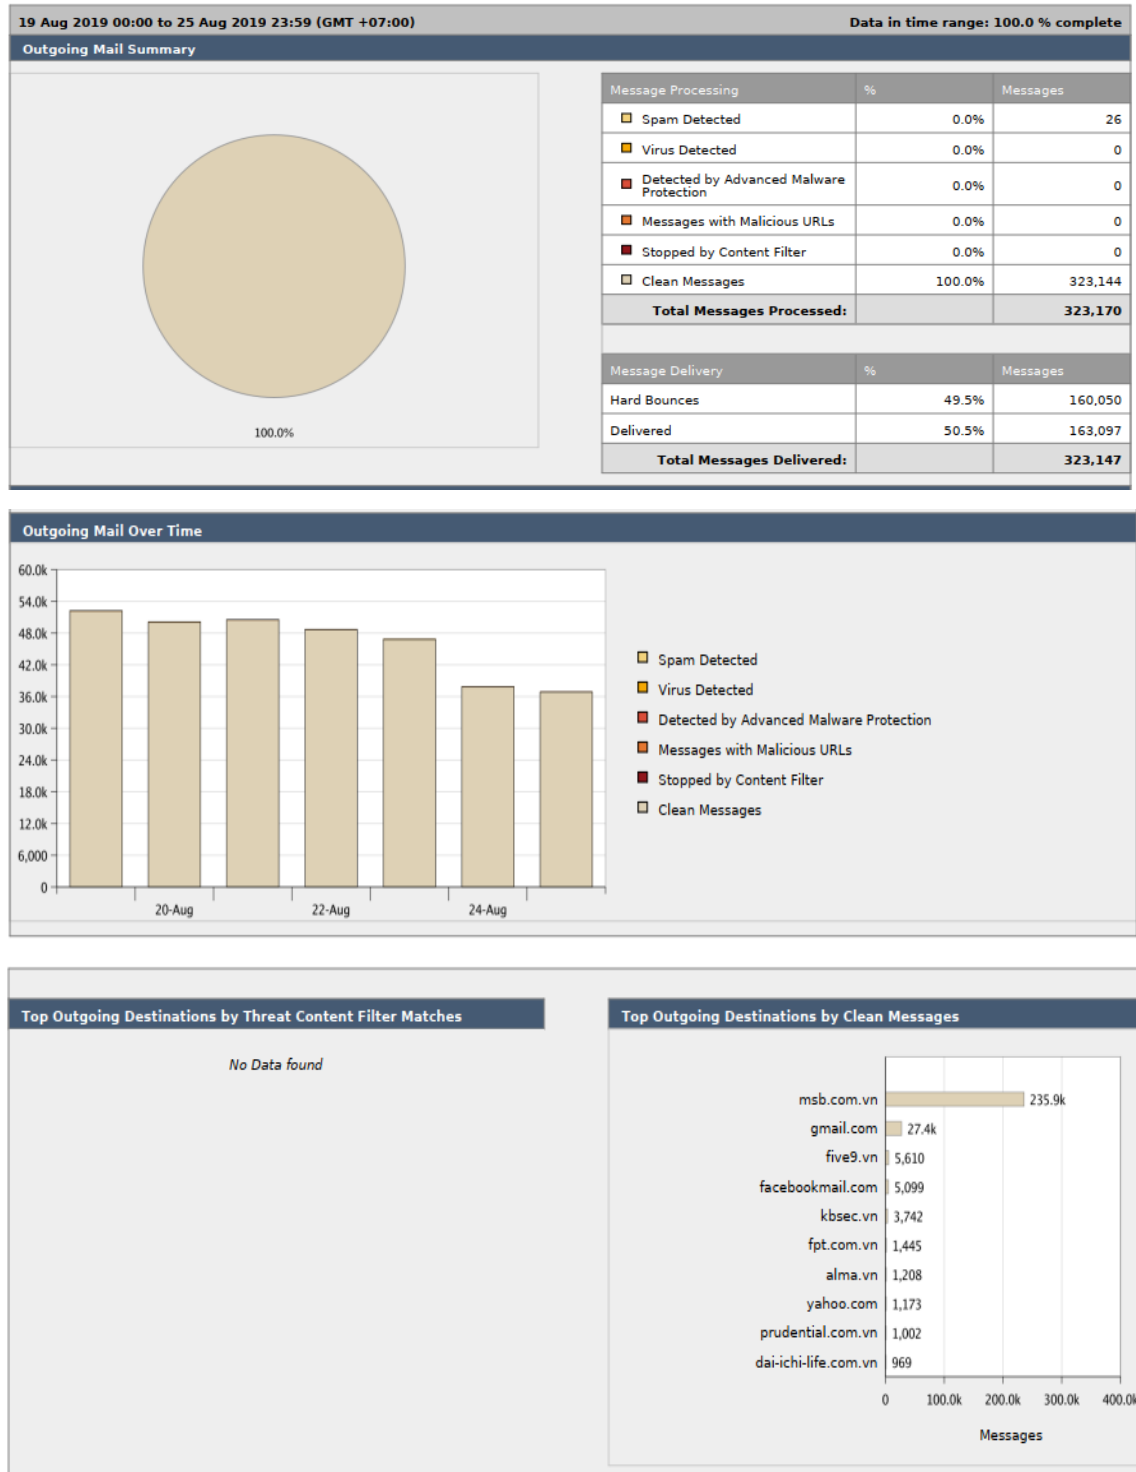 19 Aug 2019 00:00 to 25 Aug 2019 23:59 (GMT +07:00) Data in time range: 100.0 % complete
Outgoing Mail Summary
100.0%
Message Processing % Messages
Spam Detected 0.0% 26
Virus Detected 0.0% 0
Detected by Advanced Malware
Protection 0.0% 0
Messages with Malicious URLs 0.0% 0
Stopped by Content Filter 0.0% 0
Clean Messages 100.0% 323,144
Total Messages Processed: 323,170
Message Delivery % Messages
Hard Bounces 49.5% 160,050
Delivered 50.5% 163,097
Total Messages Delivered: 323,147
Outgoing Mail Over Time
60.0k
54.0k
48.0k
42.0k
36.0k
30.0k
24.0k
18.0k
12.0k
6,000
0
20-Aug 22-Aug 24-Aug
Spam Detected
Virus Detected
Detected by Advanced Malware Protection
Messages with Malicious URLs
Stopped by Content Filter
Clean Messages
Top Outgoing Destinations by Threat Content Filter Matches
No Data found
Top Outgoing Destinations by Clean Messages
msb.com.vn 235.9k
gmail.com 27.4k
five9.vn 5,610
facebookmail.com 5,099
kbsec.vn 3,742
fpt.com.vn 1,445
alma.vn 1,208
yahoo.com 1,173
prudential.com.vn 1,002
dai-ichi-life.com.vn 969
0 100.0k 200.0k 300.0k 400.0k
Messages